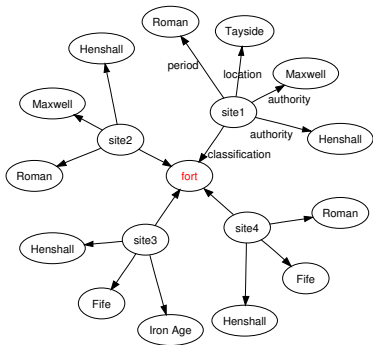 Roman
Tayside
Henshall
period
location
Maxwell
authority
Maxwell
site1
authority
Henshall
site2
classification
Roman
fort
Roman
site4
site3
Henshall
Fife
Fife
Henshall
Iron Age